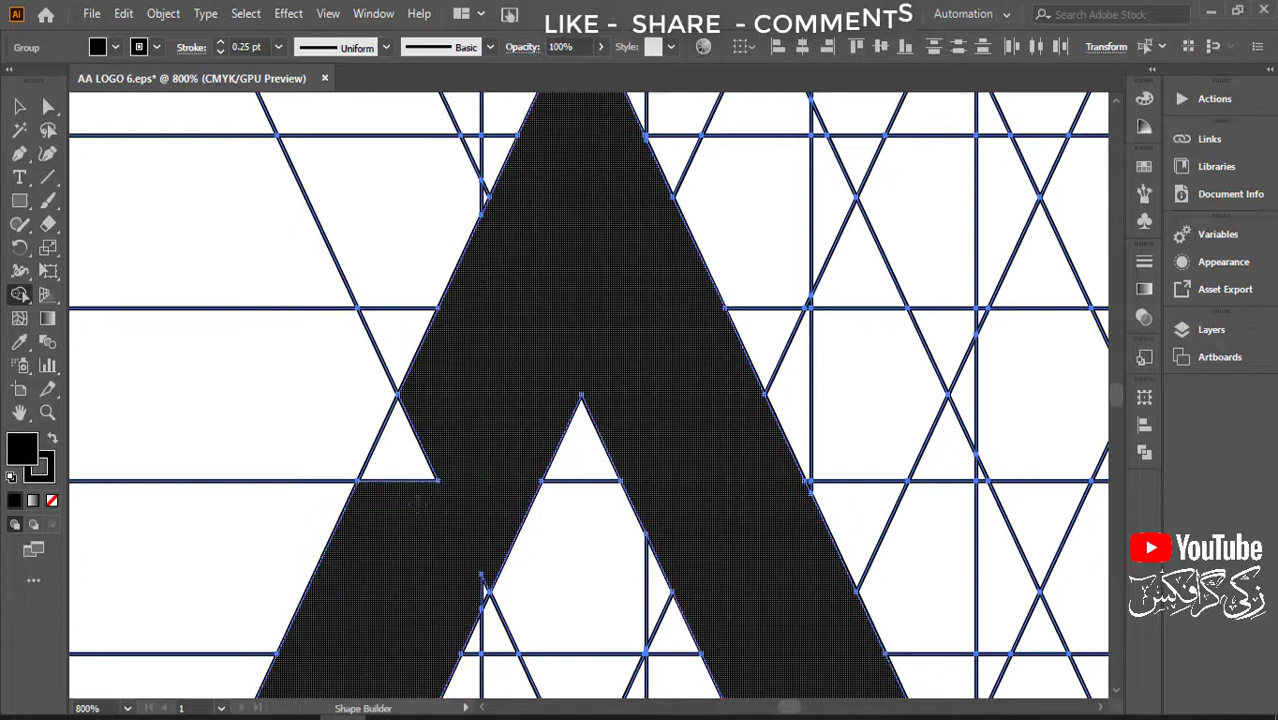 File Edit Object Type Select Effect View Window Help
LIKE - SHARE - COMMENTS
Automation
Search Adobe Stock
Group
Stroke: 0.25 pt Uniform Basic Opacity: 100% Style: Transform
AA LOGO 6.eps* @ 800% (CMYK/GPU Preview)
Actions
Links
Libraries
Document Info
Variables
Appearance
Asset Export
Layers
Artboards
YouTube
زکی گرافکس
800% 1 Shape Builder